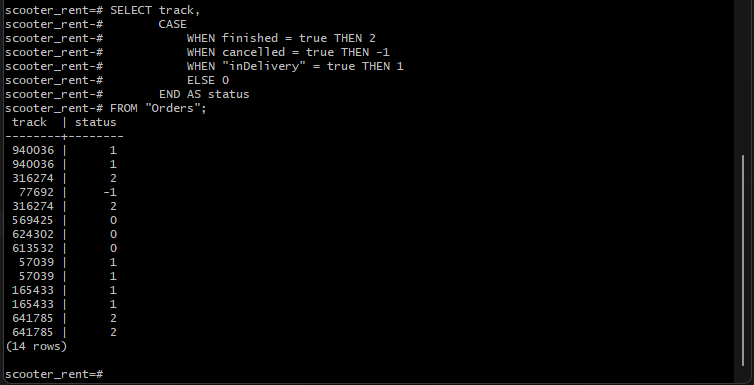 scooter_rent=# SELECT track,
scooter_rent-#        CASE
scooter_rent-#            WHEN finished = true THEN 2
scooter_rent-#            WHEN cancelled = true THEN -1
scooter_rent-#            WHEN "inDelivery" = true THEN 1
scooter_rent-#            ELSE 0
scooter_rent-#        END AS status
scooter_rent-# FROM "Orders";
 track  | status
--------+--------
 940036 |      1
 940036 |      1
 316274 |      2
  77692 |     -1
 316274 |      2
 569425 |      0
 624302 |      0
 613532 |      0
  57039 |      1
  57039 |      1
 165433 |      1
 165433 |      1
 641785 |      2
 641785 |      2
(14 rows)
scooter_rent=#